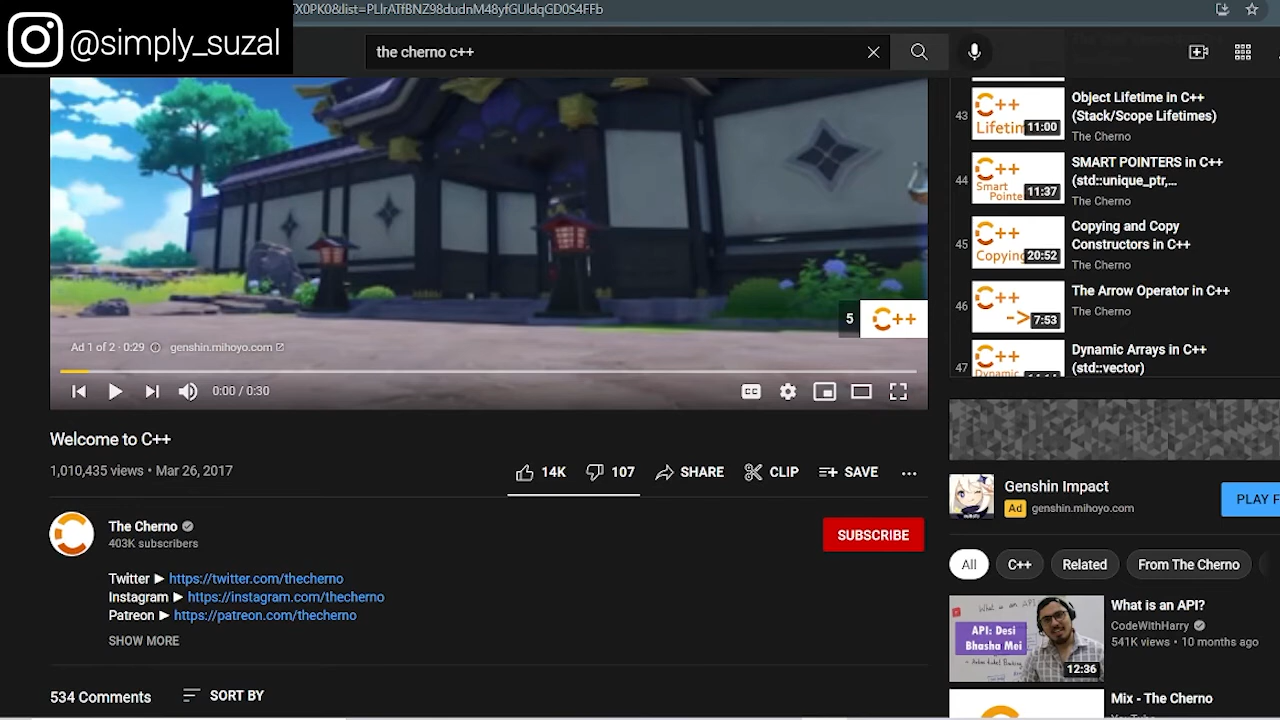 @simply_suzal
X0PK0&list=PLIrATfBNZ98dudnM48yfGUldqGD0S4FFb
the cherno c++
Ad 1 of 2 · 0:29
genshin.mihoyo.com
5
C++
0:00 / 0:30
CC
Welcome to C++
1,010,435 views • Mar 26, 2017
14K
107
SHARE
CLIP
SAVE
The Cherno
403K subscribers
SUBSCRIBE
Twitter ► https://twitter.com/thecherno
Instagram ► https://instagram.com/thecherno
Patreon ► https://patreon.com/thecherno
SHOW MORE
534 Comments
SORT BY
43
C++
Lifetim
11:00
Object Lifetime in C++
(Stack/Scope Lifetimes)
The Cherno
44
C++
Smart
Pointe
11:37
SMART POINTERS in C++
(std::unique_ptr,...
The Cherno
45
C++
Copying
20:52
Copying and Copy
Constructors in C++
The Cherno
46
C++
->
7:53
The Arrow Operator in C++
The Cherno
47
C++
Dynamic Arrays in C++
(std::vector)
Genshin Impact
Ad genshin.mihoyo.com
PLAY F
All
C++
Related
From The Cherno
What is an API
API: Desi
Bhasha Mei
12:36
What is an API?
CodeWithHarry
541K views • 10 months ago
Mix - The Cherno